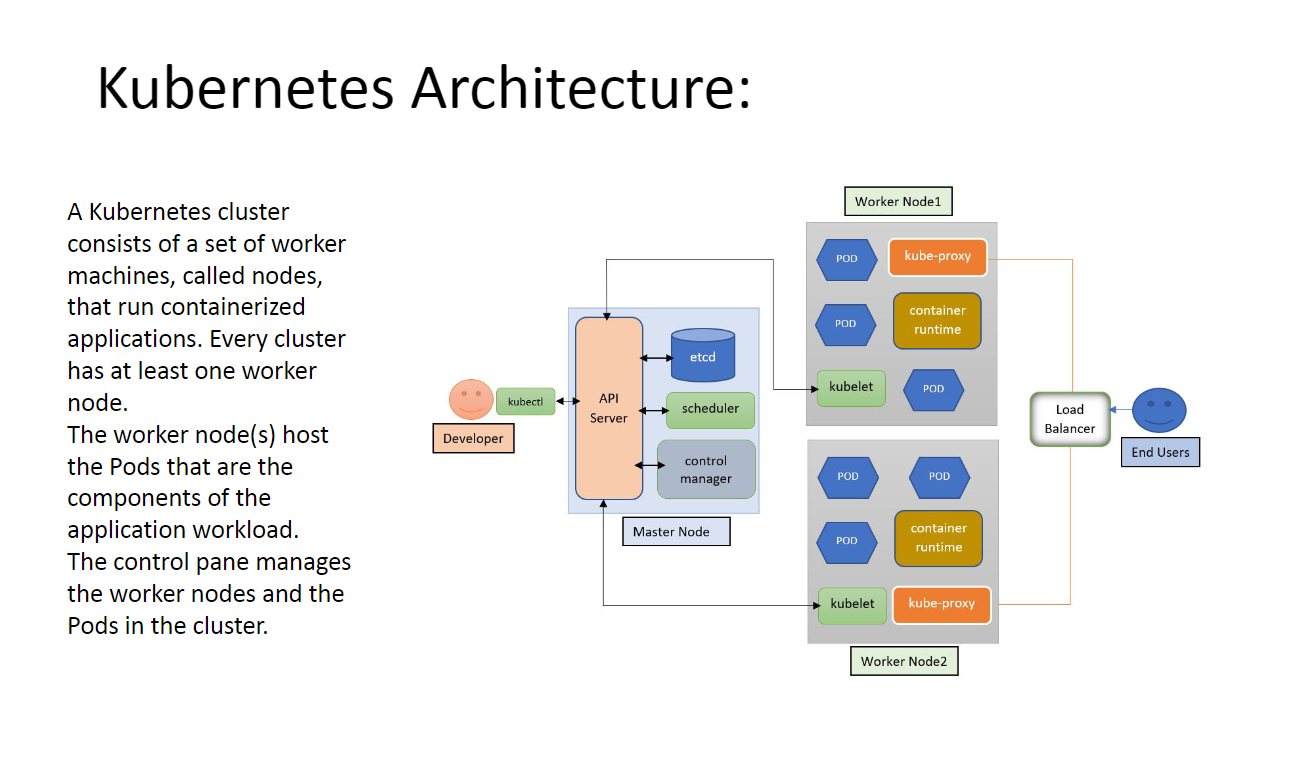 Kubernetes Architecture:
A Kubernetes cluster
consists of a set of worker
machines, called nodes,
that run containerized
applications. Every cluster
has at least one worker
node.
The worker node(s) host
the Pods that are the
components of the
application workload.
The control pane manages
the worker nodes and the
Pods in the cluster.
Developer
kubectl
API
Server
etcd
scheduler
control
manager
Master Node
Worker Node1
POD
kube-proxy
POD
container
runtime
kubelet
POD
POD
POD
POD
container
runtime
kubelet
kube-proxy
Worker Node2
Load
Balancer
End Users